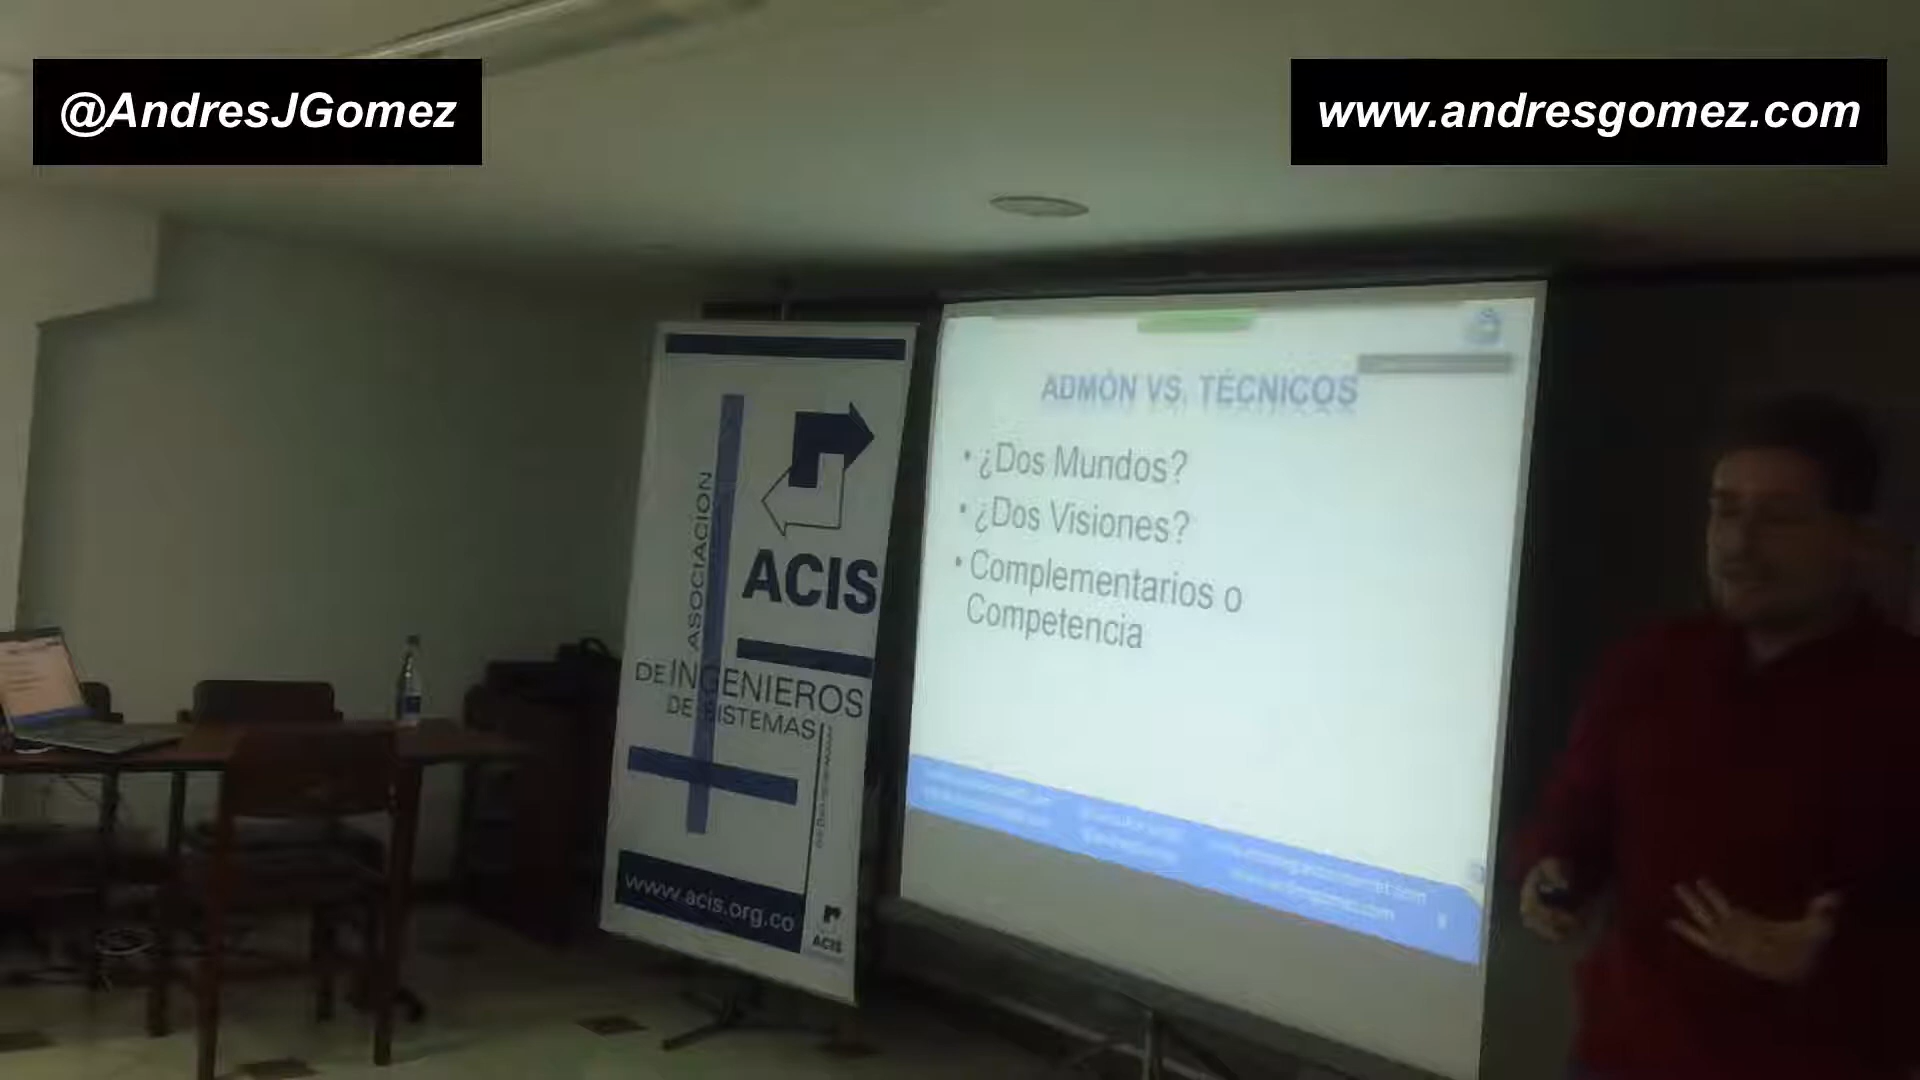 @AndresJGomez
www.andresgomez.com
ADMÓN VS. TÉCNICOS
• ¿Dos Mundos?
• ¿Dos Visiones?
• Complementarios o
Competencia
ASOCIACION
ACIS
DE INGENIEROS
DE SISTEMAS
www.acis.org.co
ACIS